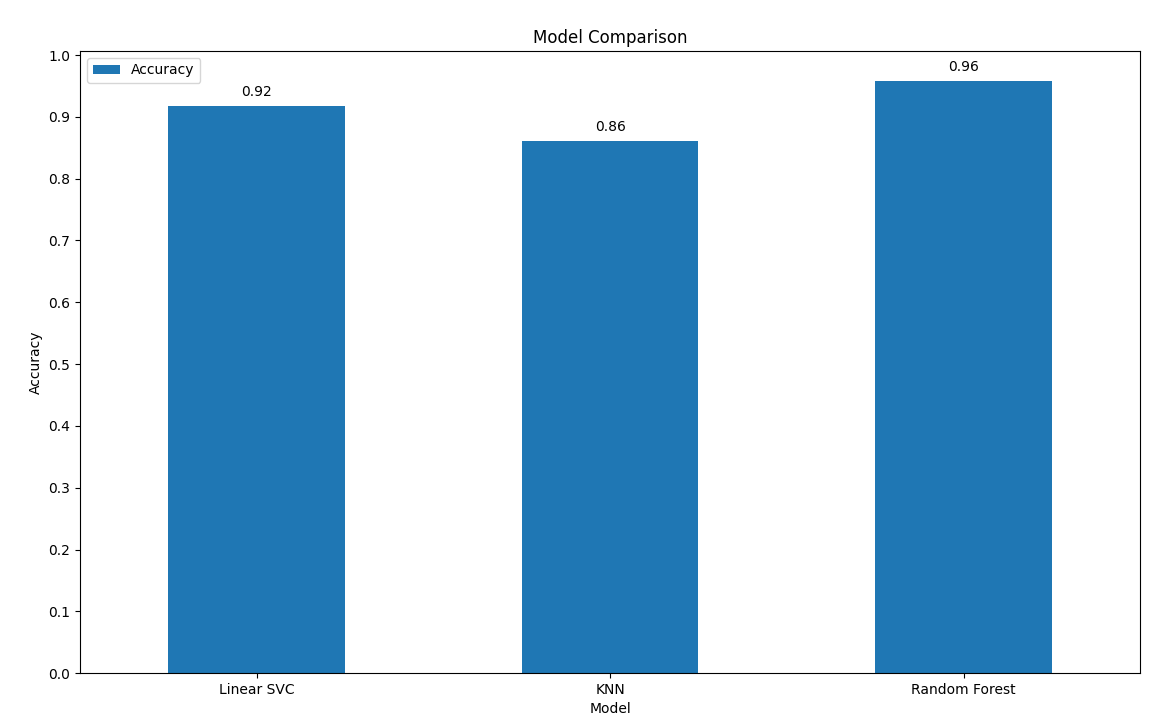 Model Comparison
Accuracy
1.0
0.9
0.8
0.7
0.6
0.5
0.4
0.3
0.2
0.1
0.0
Accuracy
0.92
0.86
0.96
Linear SVC
KNN
Random Forest
Model